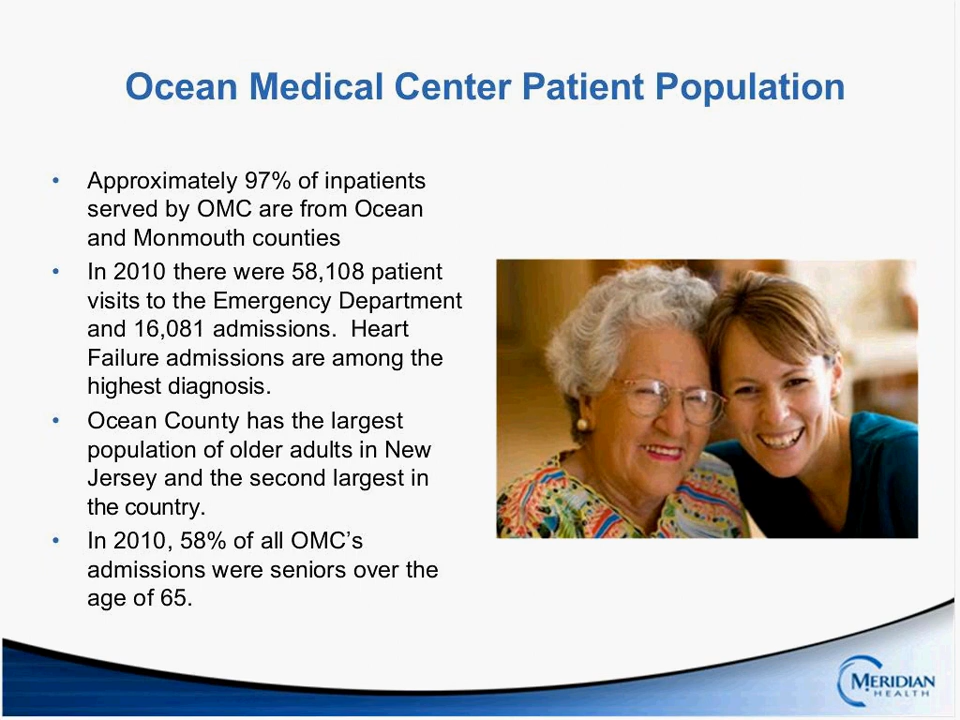 Ocean Medical Center Patient Population
• Approximately 97% of inpatients
served by OMC are from Ocean
and Monmouth counties
• In 2010 there were 58,108 patient
visits to the Emergency Department
and 16,081 admissions.  Heart
Failure admissions are among the
highest diagnosis.
• Ocean County has the largest
population of older adults in New
Jersey and the second largest in
the country.
• In 2010, 58% of all OMC’s
admissions were seniors over the
age of 65.
MERIDIAN
HEALTH